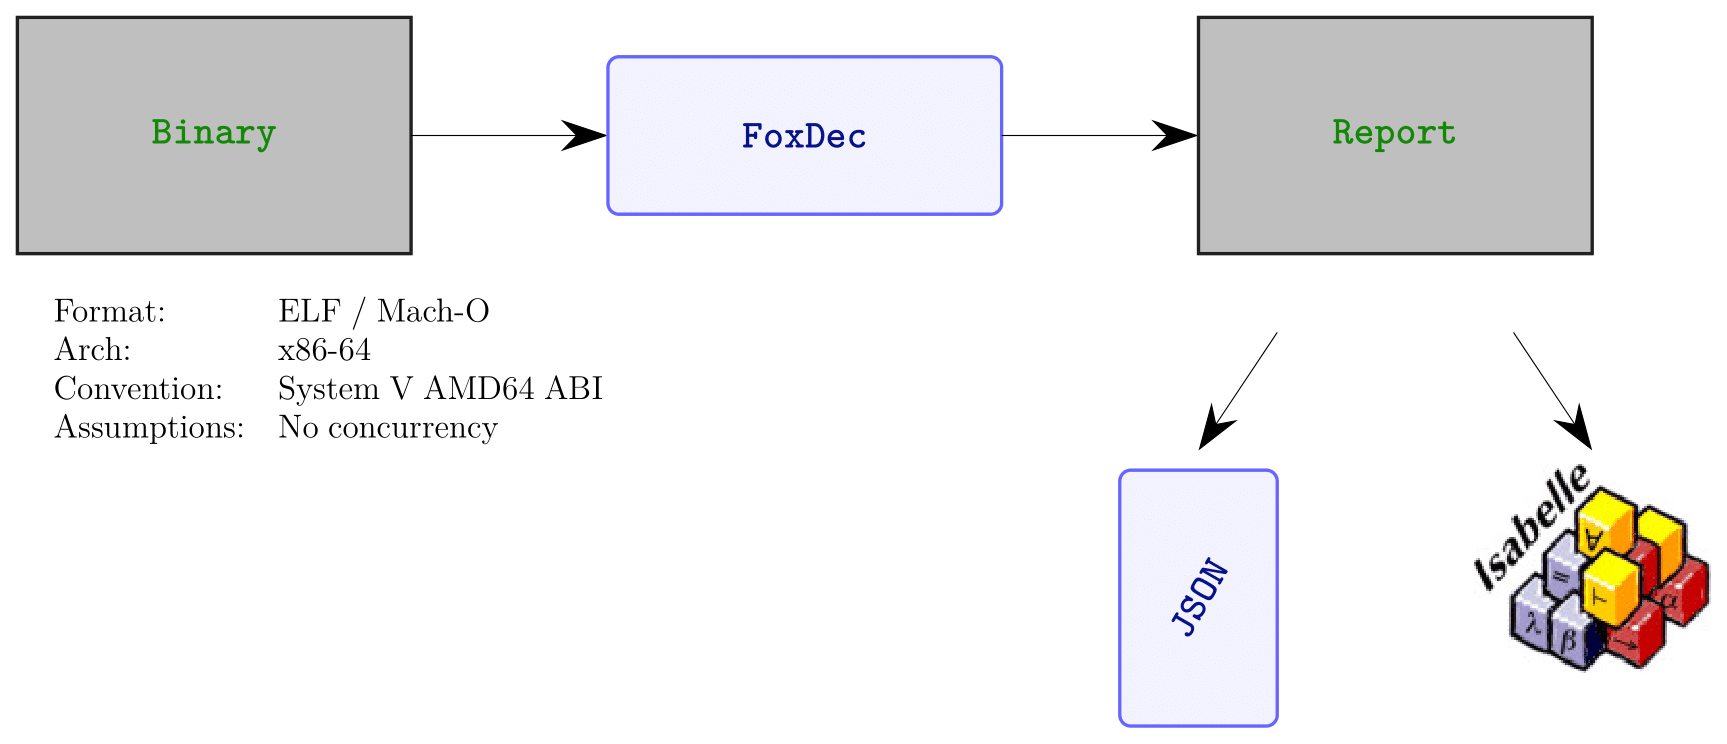 Binary
FoxDec
Report
Format: ELF / Mach-O
Arch: x86-64
Convention: System V AMD64 ABI
Assumptions: No concurrency
JSON
Isabelle
∀
=
⊢
α
λ
β
→